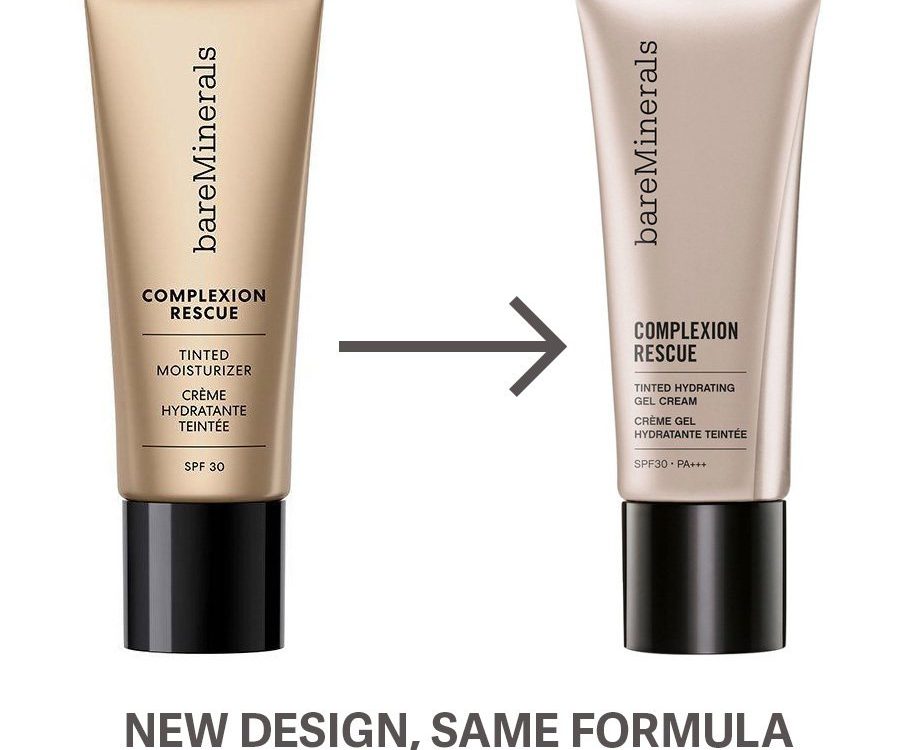 bareMinerals
COMPLEXION
RESCUE
TINTED
MOISTURIZER
CRÈME
HYDRATANTE
TEINTÉE
SPF 30
bareMinerals
COMPLEXION
RESCUE
TINTED HYDRATING
GEL CREAM
CRÈME GEL
HYDRATANTE TEINTÉE
SPF30 • PA+++
NEW DESIGN, SAME FORMULA